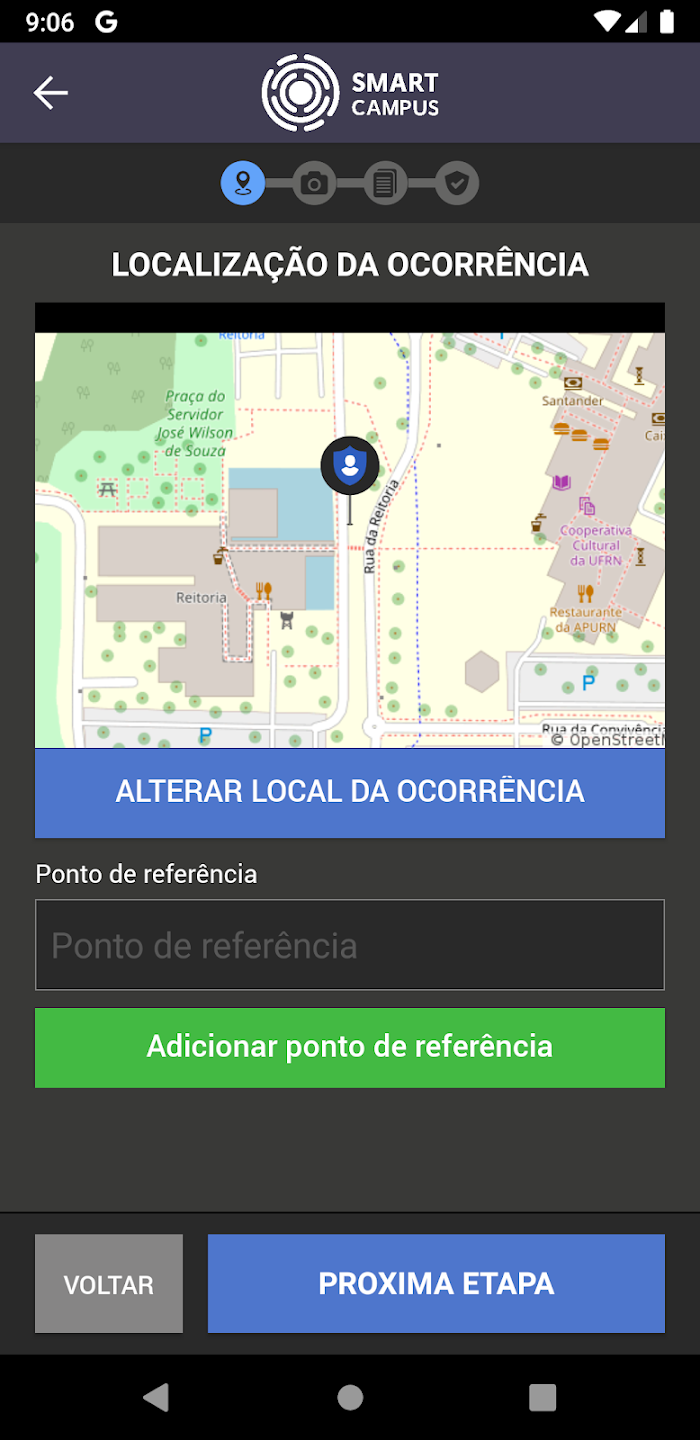 9:06
SMART
CAMPUS
LOCALIZAÇÃO DA OCORRÊNCIA
Reitoria
Praça do
Servidor
José Wilson
de Souza
Santander
Cai
Rua da Reitoria
Cooperativa
Cultural
da UFRN
Reitoria
Restaurante
da APURN
P
P
Rua da Convivência
© OpenStreetM
ALTERAR LOCAL DA OCORRÊNCIA
Ponto de referência
Ponto de referência
Adicionar ponto de referência
VOLTAR
PROXIMA ETAPA